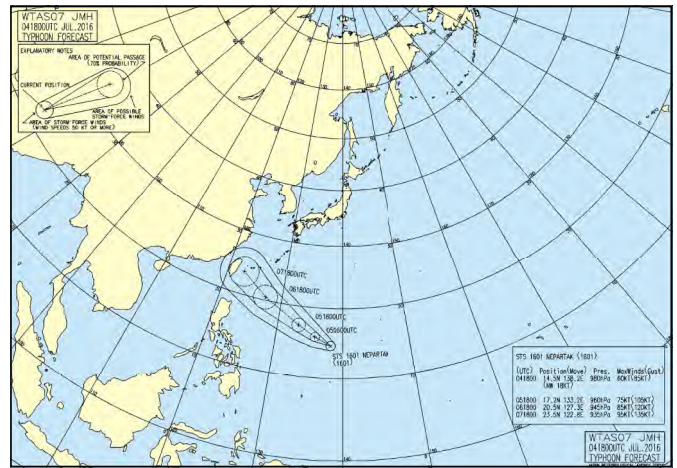 WTAS07 JMH
041800UTC JUL.2016
TYPHOON FORECAST
EXPLANATORY NOTES
AREA OF POTENTIAL PASSAGE
(70% PROBABILITY)
CURRENT POSITION
AREA OF POSSIBLE
STORM-FORCE WINDS
AREA OF STORM-FORCE WINDS
(WIND SPEEDS 50 KT OR MORE)
071800UTC
061800UTC
051800UTC
050600UTC
STS 1601 NEPARTAK
(1601)
STS 1601 NEPARTAK (1601)
(UTC) Position(Move) Pres. MaxWinds(Gust)
041800 14.5N 138.2E 980hPa 60KT(85KT)
(NW 18KT)
051800 17.2N 133.2E 960hPa 75KT(105KT)
061800 20.5N 127.3E 945hPa 85KT(120KT)
071800 23.5N 122.8E 935hPa 95KT(135KT)
WTAS07 JMH
041800UTC JUL.2016
TYPHOON FORECAST